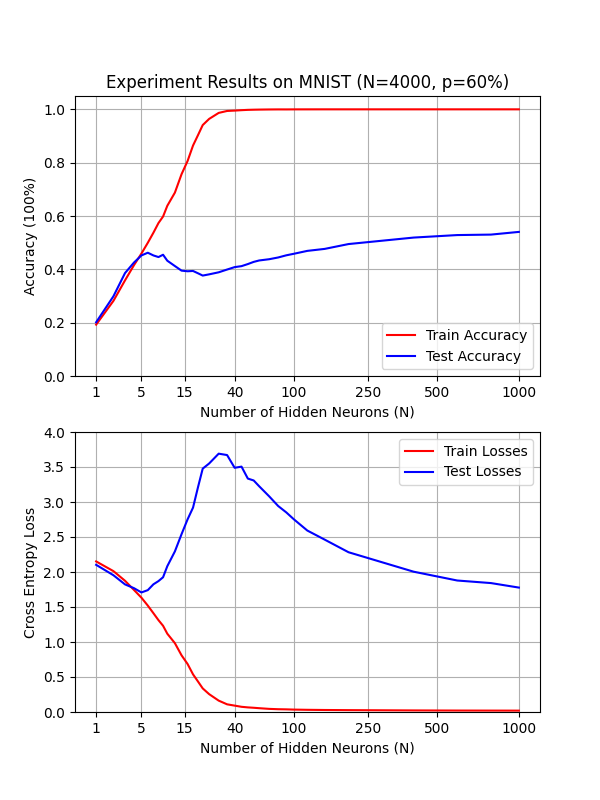 Experiment Results on MNIST (N=4000, p=60%)
1.0
0.8
0.6
0.4
0.2
0.0
Accuracy (100%)
Train Accuracy
Test Accuracy
1 5 15 40 100 250 500 1000
Number of Hidden Neurons (N)
4.0
3.5
3.0
2.5
2.0
1.5
1.0
0.5
0.0
Cross Entropy Loss
Train Losses
Test Losses
1 5 15 40 100 250 500 1000
Number of Hidden Neurons (N)